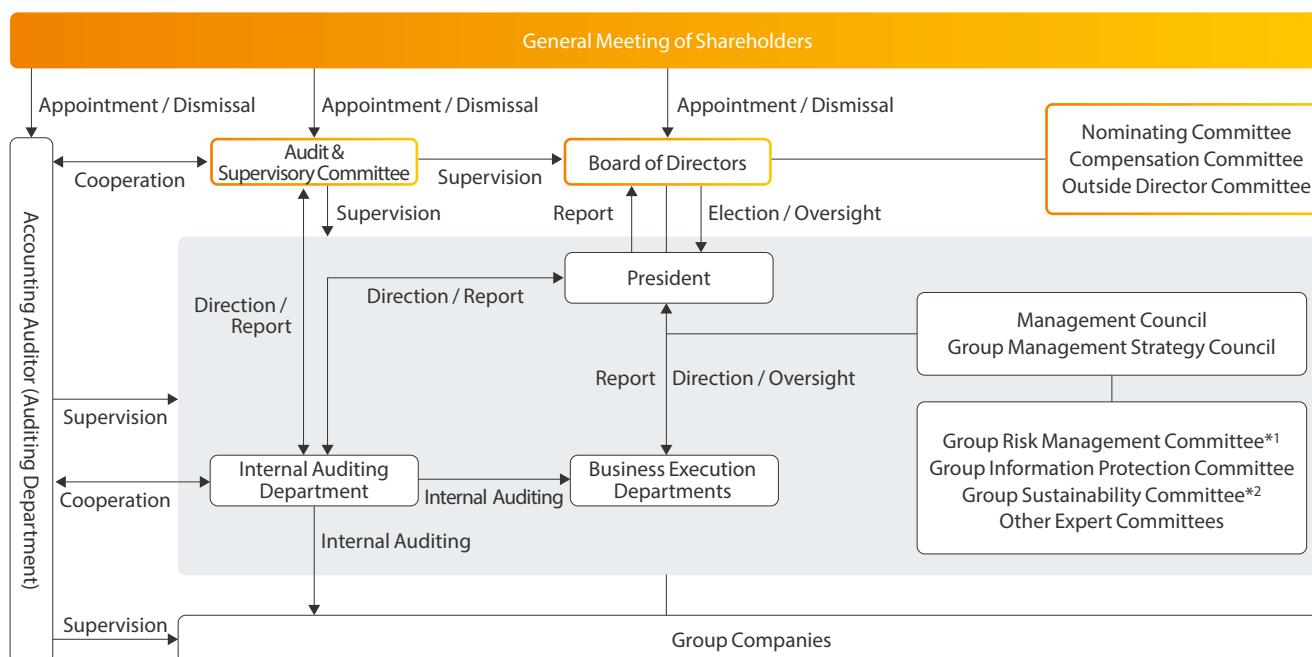 General Meeting of Shareholders
Appointment / Dismissal
Appointment / Dismissal
Appointment / Dismissal
Accounting Auditor (Auditing Department)
Cooperation
Audit &
Supervisory Committee
Supervision
Board of Directors
Nominating Committee
Compensation Committee
Outside Director Committee
Supervision
Report
Election / Oversight
President
Direction / Report
Direction /
Report
Management Council
Group Management Strategy Council
Report
Direction / Oversight
Supervision
Group Risk Management Committee*1
Group Information Protection Committee
Group Sustainability Committee*2
Other Expert Committees
Cooperation
Internal Auditing
Department
Internal Auditing
Business Execution
Departments
Internal Auditing
Supervision
Group Companies